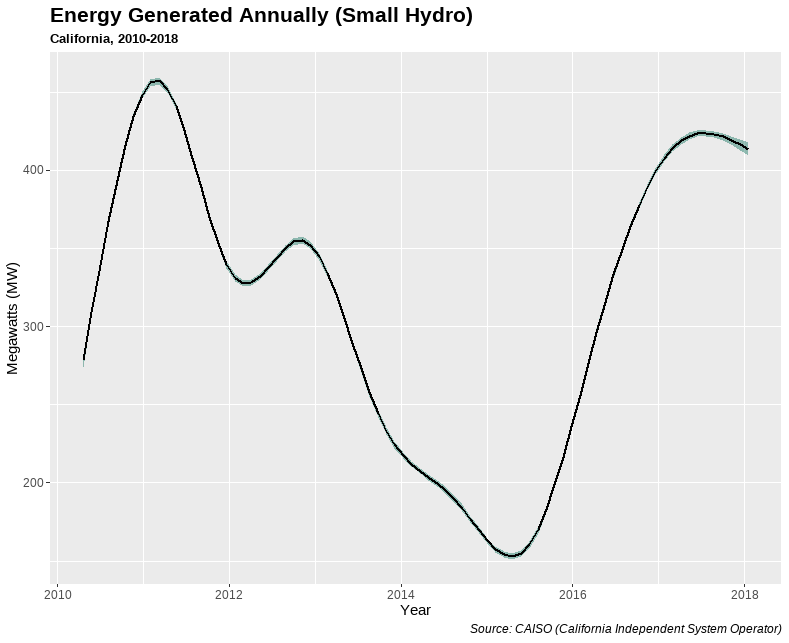 Energy Generated Annually (Small Hydro)
California, 2010-2018
Megawatts (MW)
400
300
200
2010
2012
2014
2016
2018
Year
Source: CAISO (California Independent System Operator)